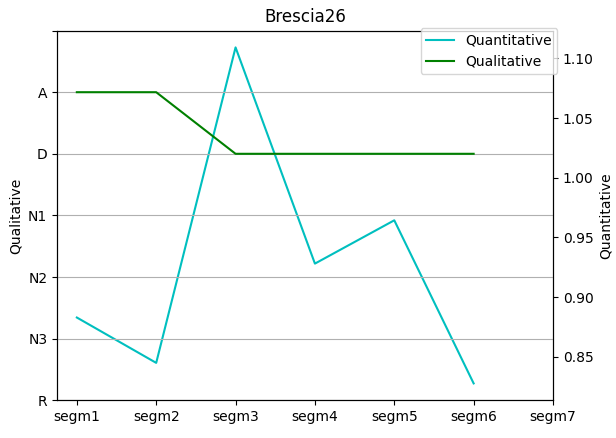 Brescia26
Quantitative
Qualitative
A
D
N1
N2
N3
R
Qualitative
1.10
1.05
1.00
0.95
0.90
0.85
Quantitative
segm1 segm2 segm3 segm4 segm5 segm6 segm7